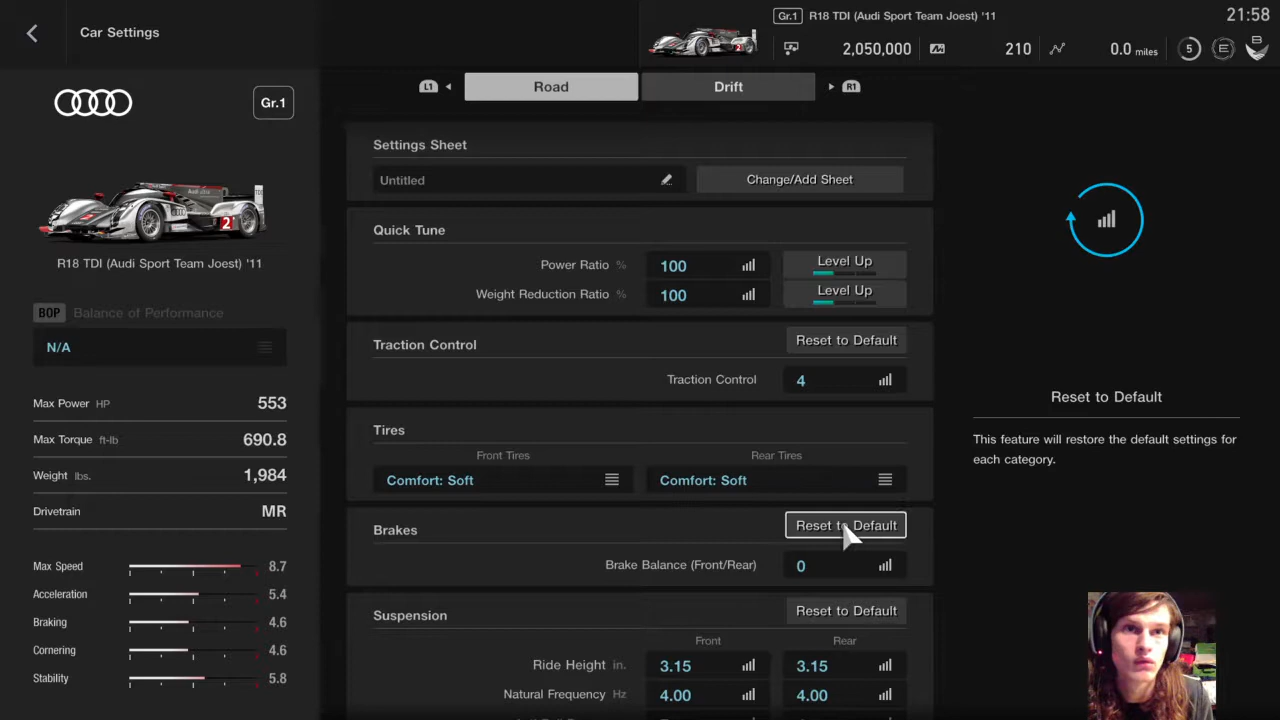 Car Settings
Gr.1 R18 TDI (Audi Sport Team Joest) '11
21:58
2,050,000
210
0.0 miles
5
E
B
L1 Road Drift R1
Gr.1
R18 TDI (Audi Sport Team Joest) '11
BOP Balance of Performance
N/A
Max Power HP 553
Max Torque ft-lb 690.8
Weight lbs. 1,984
Drivetrain MR
Max Speed 8.7
Acceleration 5.4
Braking 4.6
Cornering 4.6
Stability 5.8
Settings Sheet
Untitled Change/Add Sheet
Quick Tune
Power Ratio % 100 Level Up
Weight Reduction Ratio % 100 Level Up
Traction Control Reset to Default
Traction Control 4
Tires
Front Tires Rear Tires
Comfort: Soft Comfort: Soft
Brakes Reset to Default
Brake Balance (Front/Rear) 0
Suspension Reset to Default
Front Rear
Ride Height in. 3.15 3.15
Natural Frequency Hz 4.00 4.00
Reset to Default
This feature will restore the default settings for
each category.